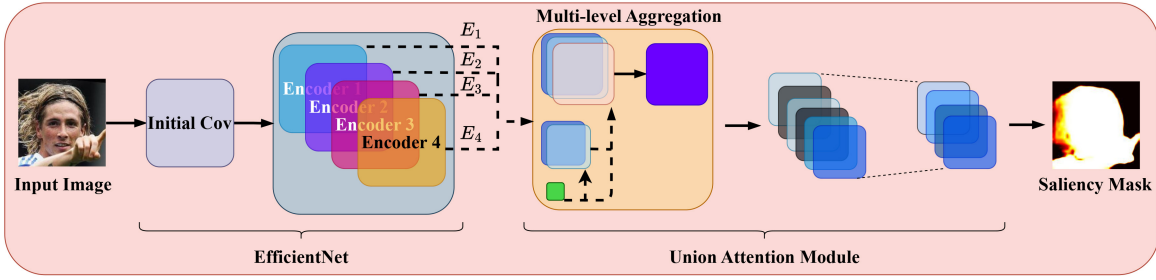 Multi-level Aggregation
E1
E2
E3
E4
Encoder 1
Encoder 2
Encoder 3
Encoder 4
Initial Cov
Input Image
Saliency Mask
EfficientNet
Union Attention Module